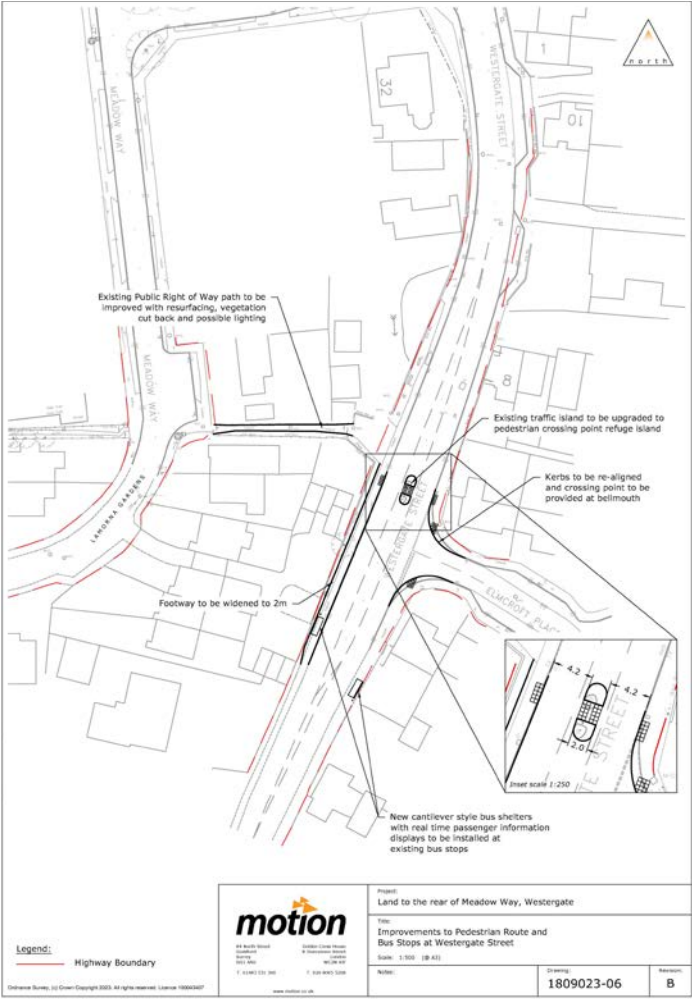 north
MEADOW WAY
WESTERGATE STREET
1
32
10
Existing Public Right of Way path to be
improved with resurfacing, vegetation
cut back and possible lighting
MEADOW WAY
8
Existing traffic island to be upgraded to
pedestrian crossing point refuge island
Kerbs to be re-aligned
and crossing point to be
provided at bellmouth
LAMORNA GARDENS
WESTERGATE STREET
Footway to be widened to 2m
ELMCROFT PLACE
4.2
4.2
2.0
TE STREET
Inset scale 1:250
New cantilever style bus shelters
with real time passenger information
displays to be installed at
existing bus stops
Legend:
Highway Boundary
Ordnance Survey, (c) Crown Copyright 2023. All rights reserved. Licence
motion
www.motion.co.uk
Project:
Land to the rear of Meadow Way, Westergate
Title:
Improvements to Pedestrian Route and
Bus Stops at Westergate Street
Scale: 1:500 (@ A3)
Notes:
Drawing:
1809023-06
Revision:
B